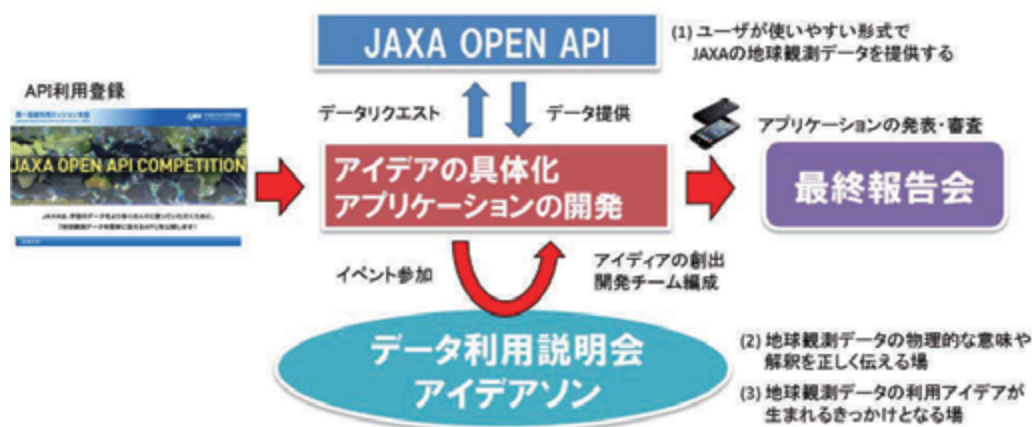 JAXA OPEN API
(1) ユーザが使いやすい形式で
JAXAの地球観測データを提供する
API利用登録
データリクエスト
データ提供
JAXA OPEN API COMPETITION
アイデアの具体化
アプリケーションの開発
アプリケーションの発表・審査
最終報告会
イベント参加
アイディアの創出
開発チーム編成
データ利用説明会
アイデアソン
(2) 地球観測データの物理的な意味や
解釈を正しく伝える場
(3) 地球観測データの利用アイデアが
生まれるきっかけとなる場